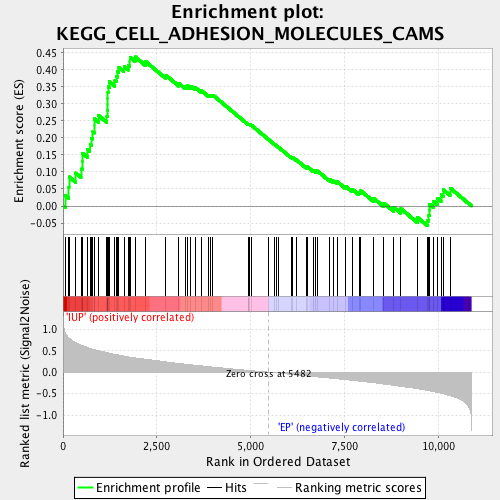 Enrichment plot:
KEGG_CELL_ADHESION_MOLECULES_CAMS
Enrichment score (ES)
0.45
0.40
0.35
0.30
0.25
0.20
0.15
0.10
0.05
0.00
-0.05
'IUP' (positively correlated)
Ranked list metric (Signal2Noise)
1.0
0.5
0.0
-0.5
-1.0
Zero cross at 5482
'EP' (negatively correlated)
0
2,500
5,000
7,500
10,000
Rank in Ordered Dataset
Enrichment profile
Hits
Ranking metric scores